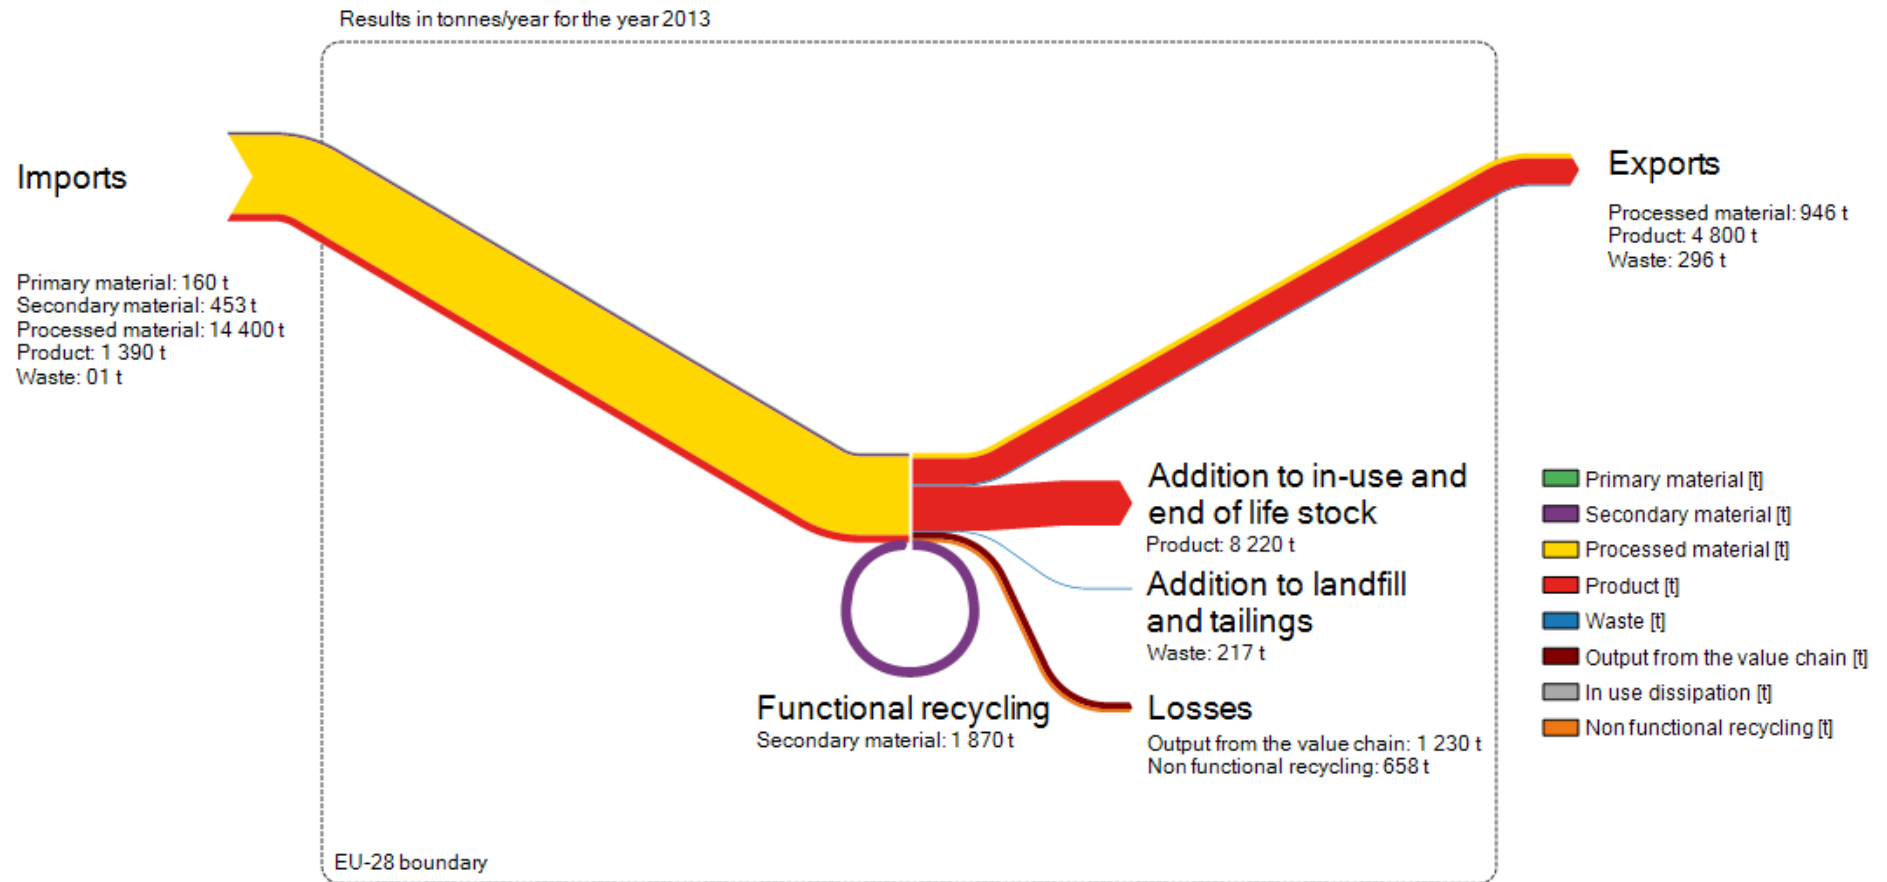 Results in tonnes/year for the year 2013
Imports
Primary material: 160 t
Secondary material: 453 t
Processed material: 14 400 t
Product: 1 390 t
Waste: 01 t
Exports
Processed material: 946 t
Product: 4 800 t
Waste: 296 t
Addition to in-use and
end of life stock
Product: 8 220 t
Addition to landfill
and tailings
Waste: 217 t
Functional recycling
Secondary material: 1 870 t
Losses
Output from the value chain: 1 230 t
Non functional recycling: 658 t
Primary material [t]
Secondary material [t]
Processed material [t]
Product [t]
Waste [t]
Output from the value chain [t]
In use dissipation [t]
Non functional recycling [t]
EU-28 boundary